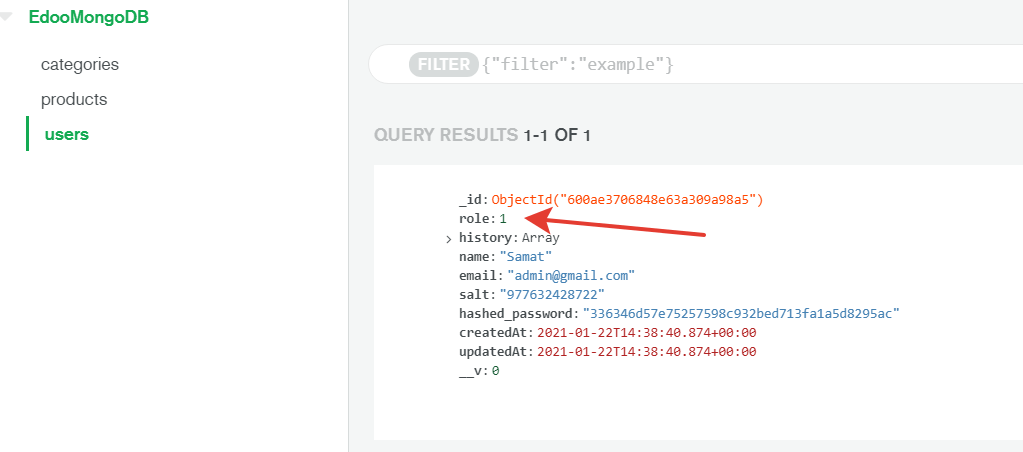 EdooMongoDB
categories
products
users
FILTER {"filter":"example"}
QUERY RESULTS 1-1 OF 1
_id: ObjectId("600ae3706848e63a309a98a5")
role: 1
history: Array
name: "Samat"
email: "admin@gmail.com"
salt: "977632428722"
hashed_password: "336346d57e75257598c932bed713fa1a5d8295ac"
createdAt: 2021-01-22T14:38:40.874+00:00
updatedAt: 2021-01-22T14:38:40.874+00:00
__v: 0